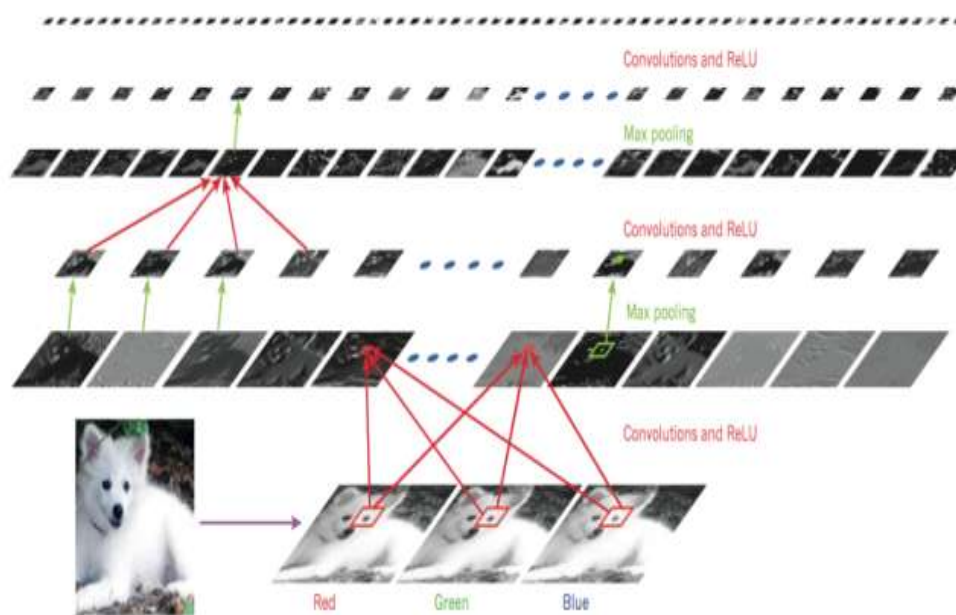 Convolutions and ReLU
Max pooling
Convolutions and ReLU
Max pooling
Convolutions and ReLU
Red Green Blue